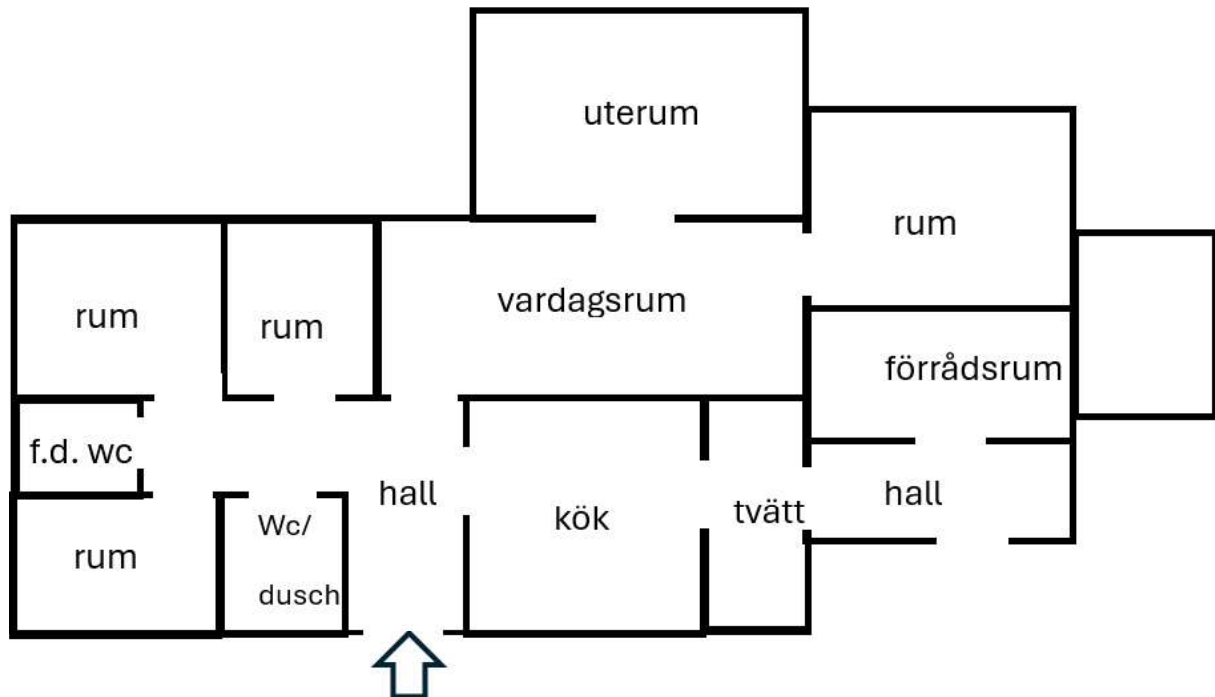 uterum
rum
vardagsrum
rum
rum
förrådsrum
f.d. wc
hall
hall
kök
tvätt
Wc/
dusch
rum